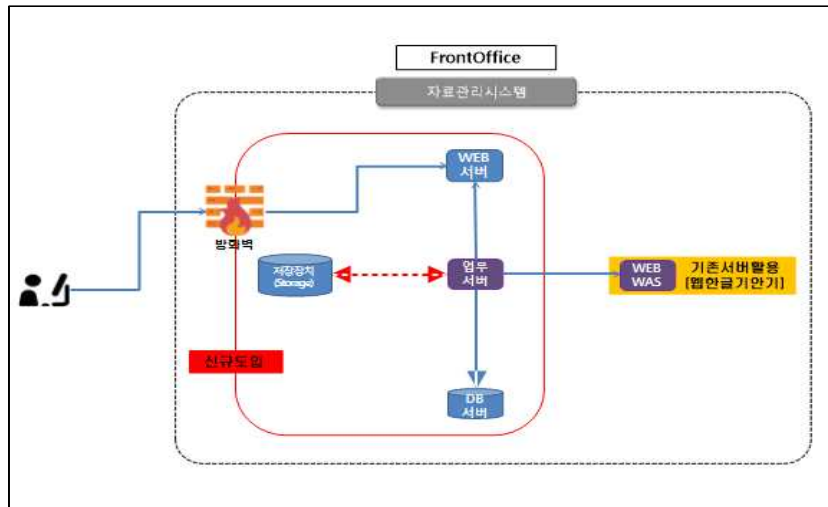 FrontOffice
자료관리시스템
WEB
서버
방화벽
저장장치
(Storage)
업무
서버
WEB
WAS
기존서버활용
[웹한글기안기]
신규도입
DB
서버